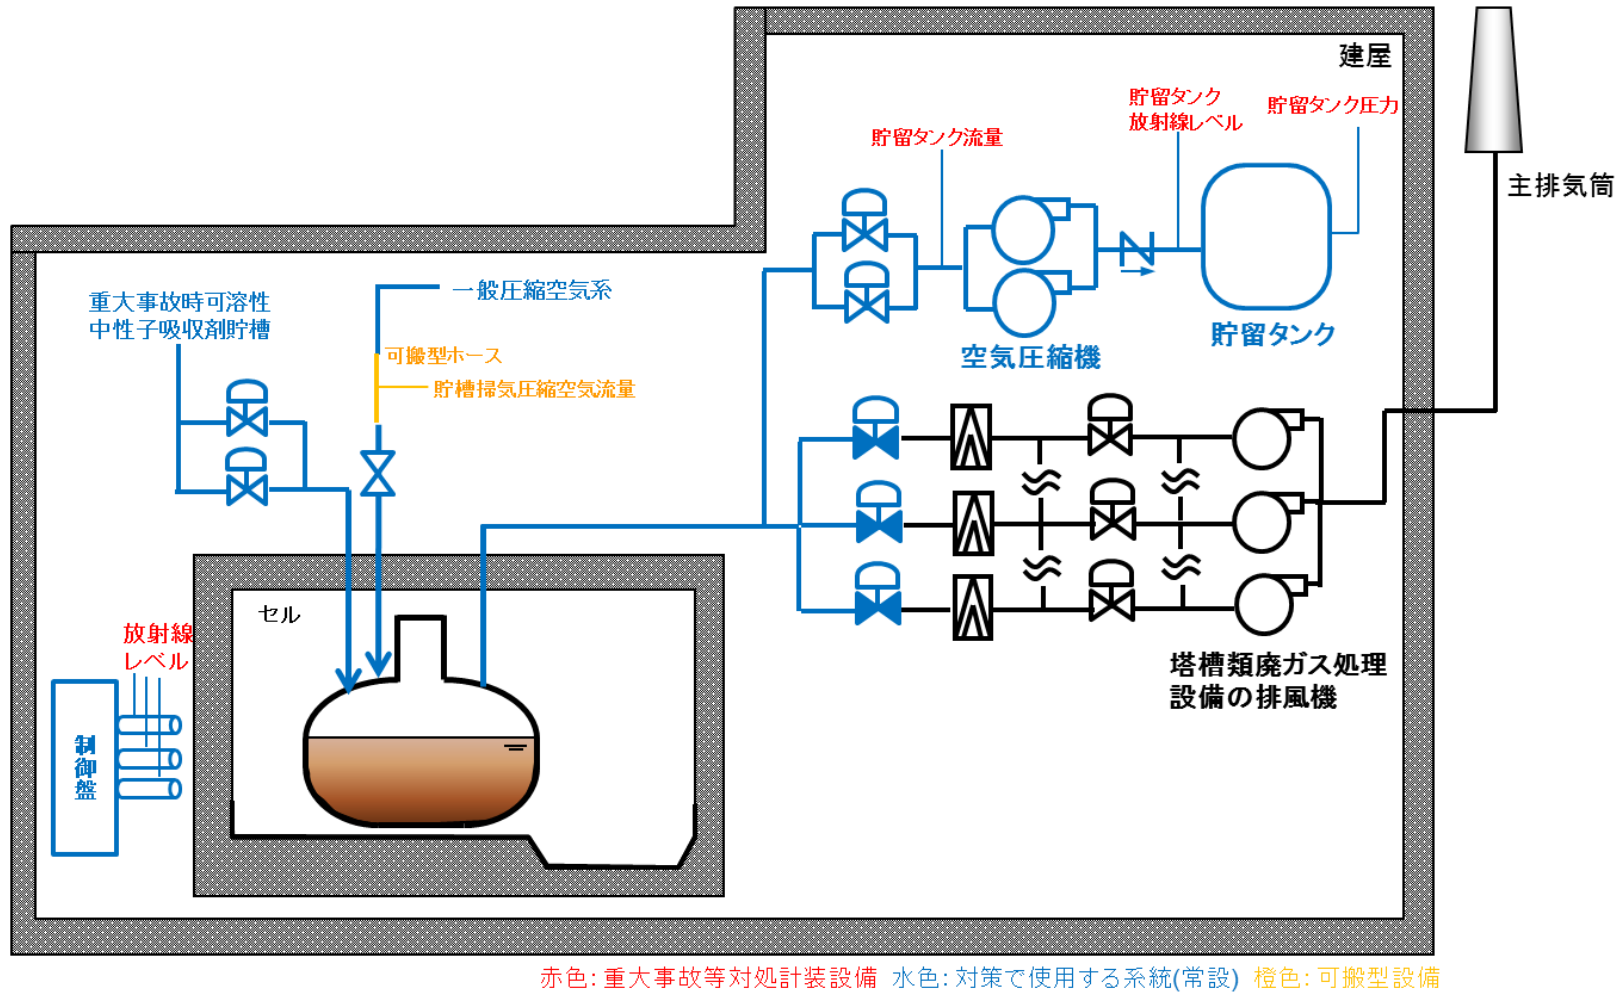 建屋
主排気筒
貯留タンク流量
貯留タンク
放射線レベル
貯留タンク圧力
空気圧縮機
貯留タンク
重大事故時可溶性
中性子吸収剤貯槽
一般圧縮空気系
可搬型ホース
貯槽掃気圧縮空気流量
セル
放射線
レベル
制御盤
塔槽類廃ガス処理
設備の排風機
赤色：重大事故等対処計装設備 水色：対策で使用する系統(常設) 橙色：可搬型設備